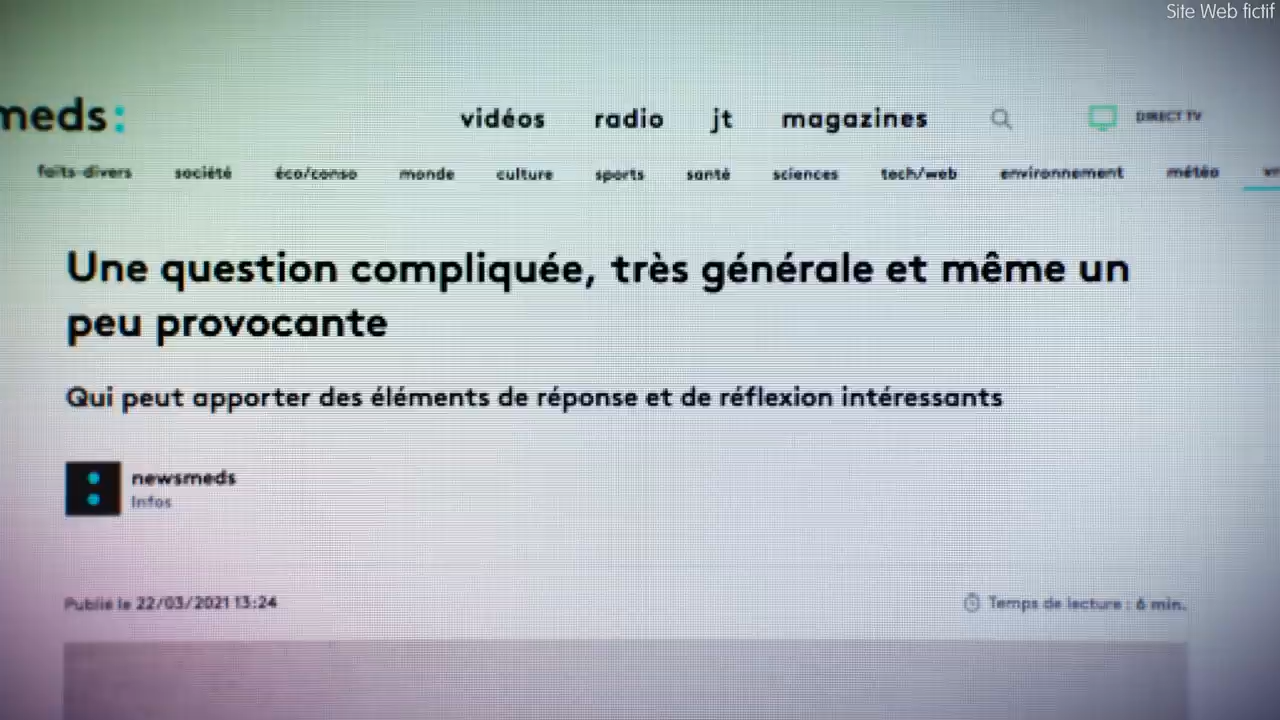 Site Web fictif
meds:
vidéos radio jt magazines DIRECT TV
faits divers société éco/conso monde culture sports santé sciences tech/web environnement météo
Une question compliquée, très générale et même un
peu provocante
Qui peut apporter des éléments de réponse et de réflexion intéressants
newsmeds
Infos
Publié le 22/03/2021 13:24
Temps de lecture : 6 min.